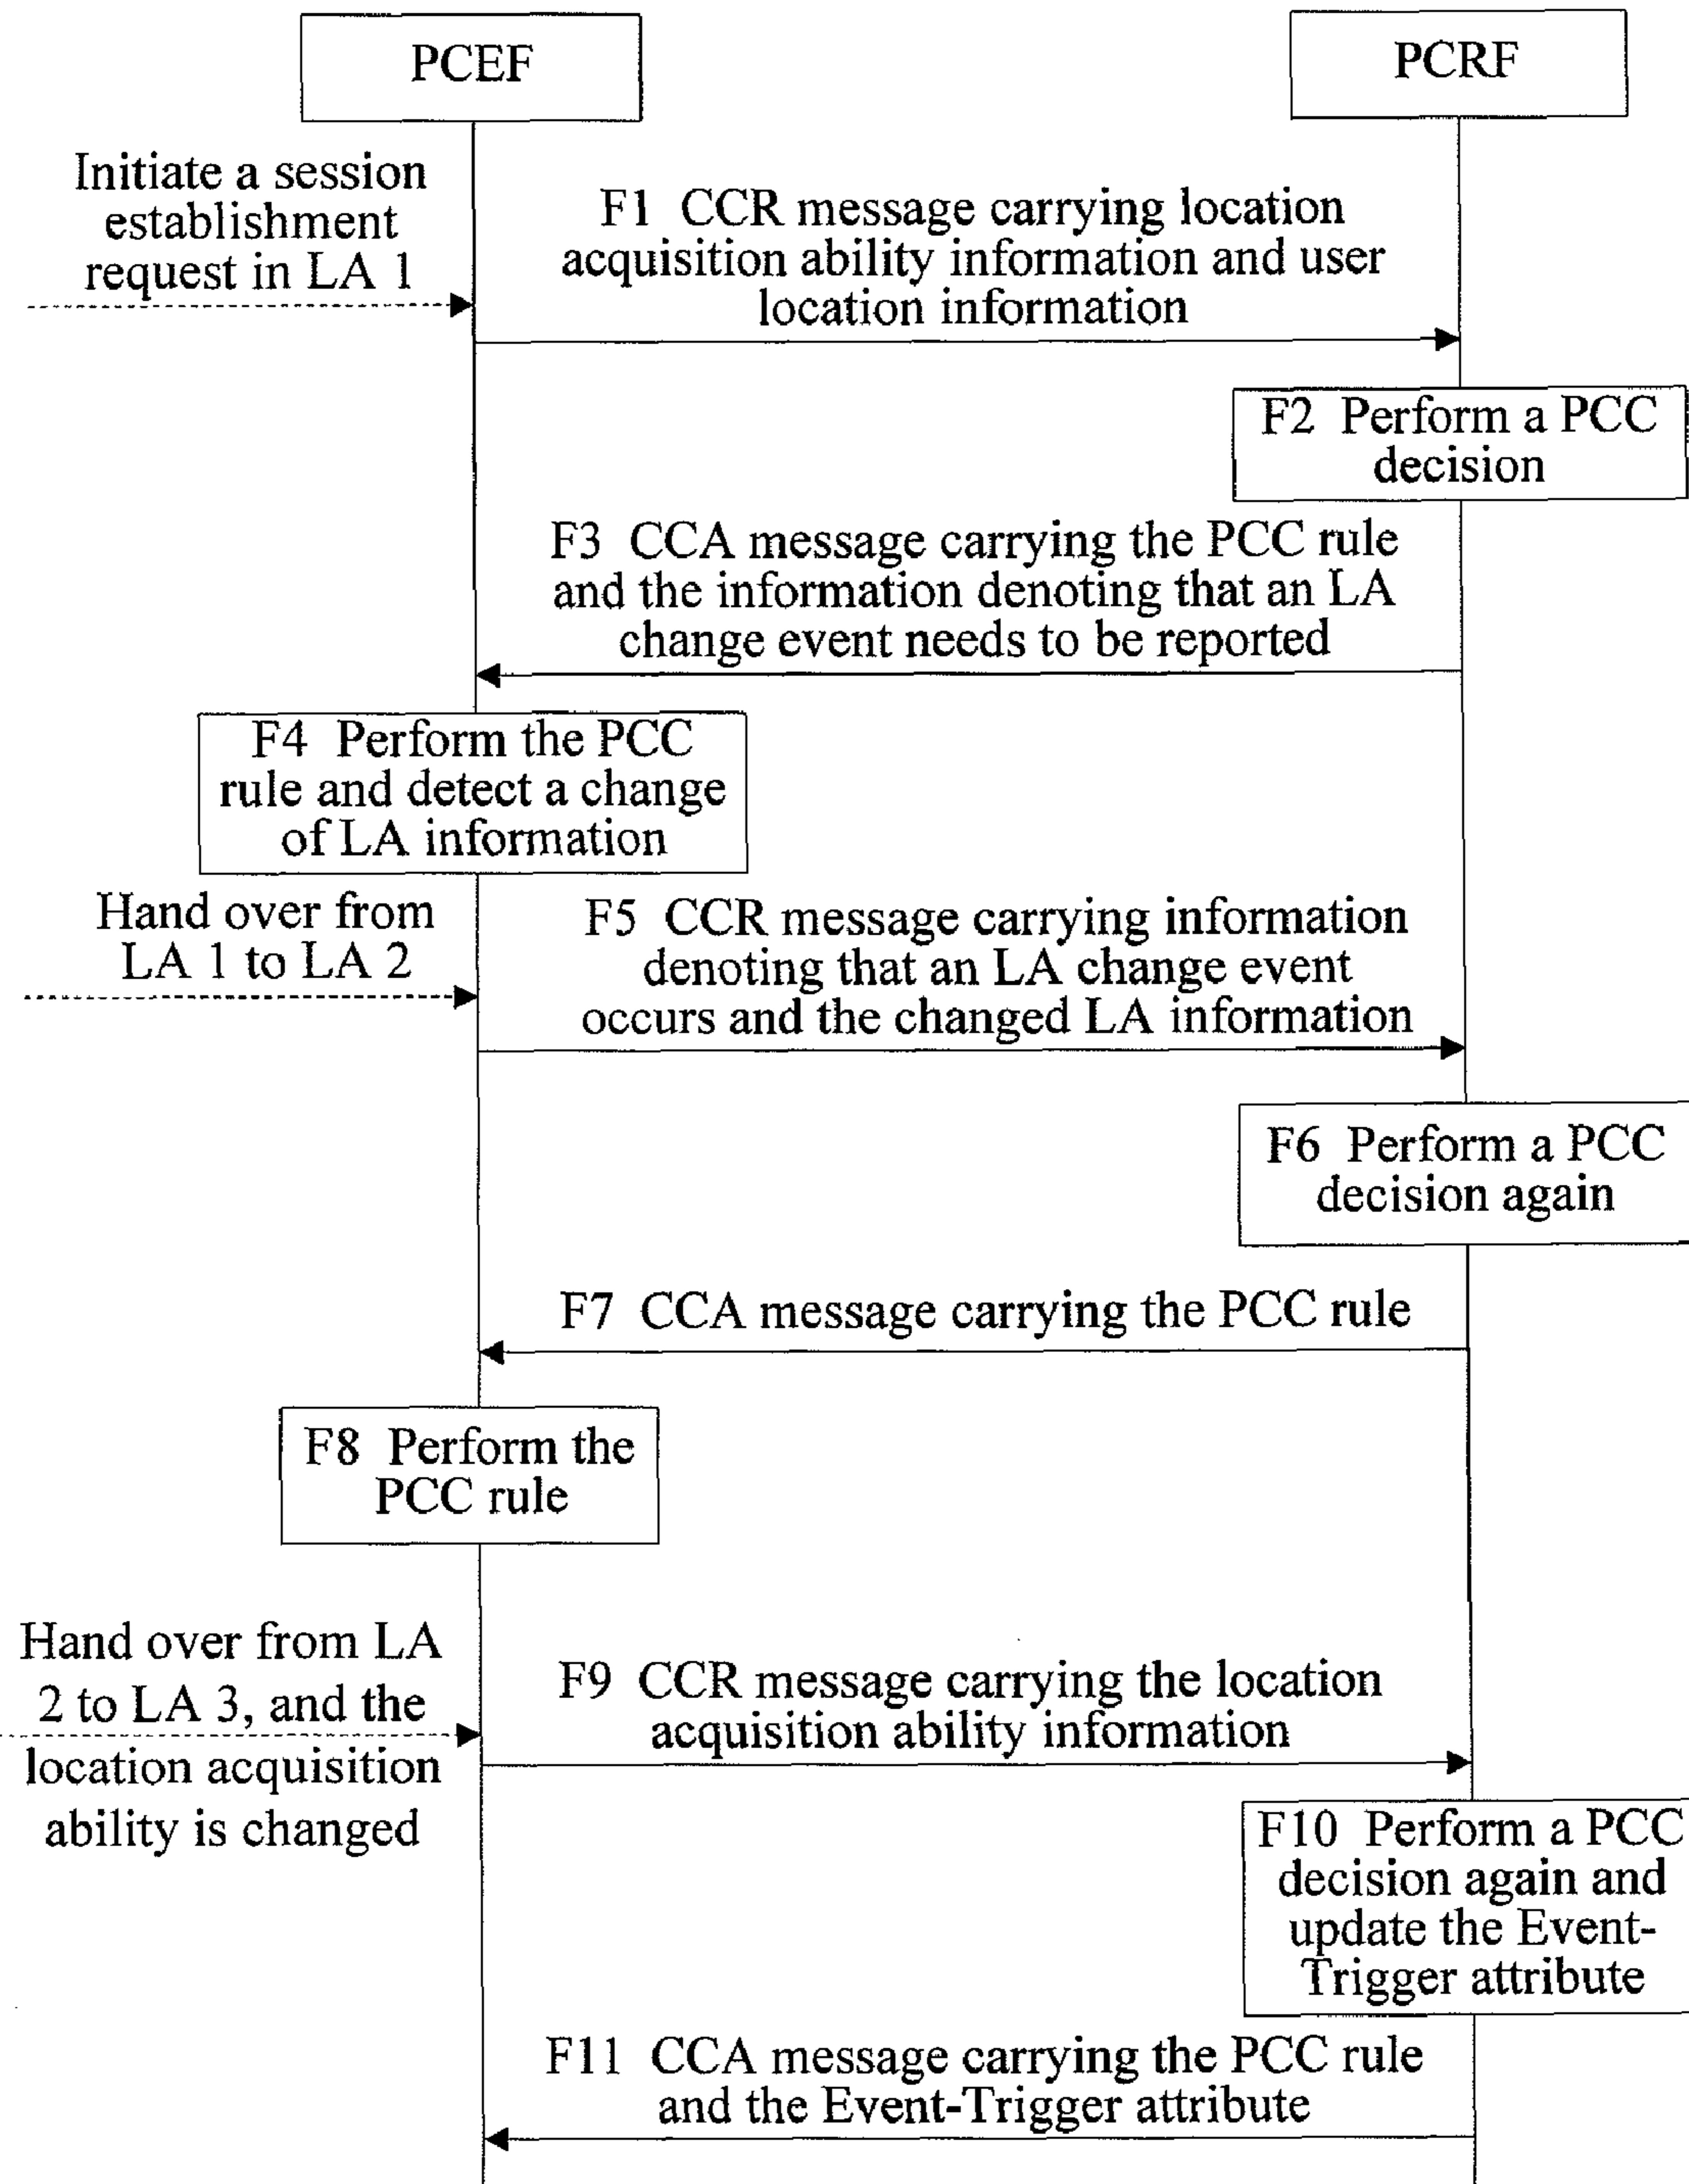 PCEF
PCRF
Initiate a session
establishment
request in LA 1
F1 CCR message carrying location
acquisition ability information and user
location information
F2 Perform a PCC
decision
F3 CCA message carrying the PCC rule
and the information denoting that an LA
change event needs to be reported
F4 Perform the PCC
rule and detect a change
of LA information
Hand over from
LA 1 to LA 2
F5 CCR message carrying information
denoting that an LA change event
occurs and the changed LA information
F6 Perform a PCC
decision again
F7 CCA message carrying the PCC rule
F8 Perform the
PCC rule
Hand over from LA
2 to LA 3, and the
location acquisition
ability is changed
F9 CCR message carrying the location
acquisition ability information
F10 Perform a PCC
decision again and
update the Event-
Trigger attribute
F11 CCA message carrying the PCC rule
and the Event-Trigger attribute